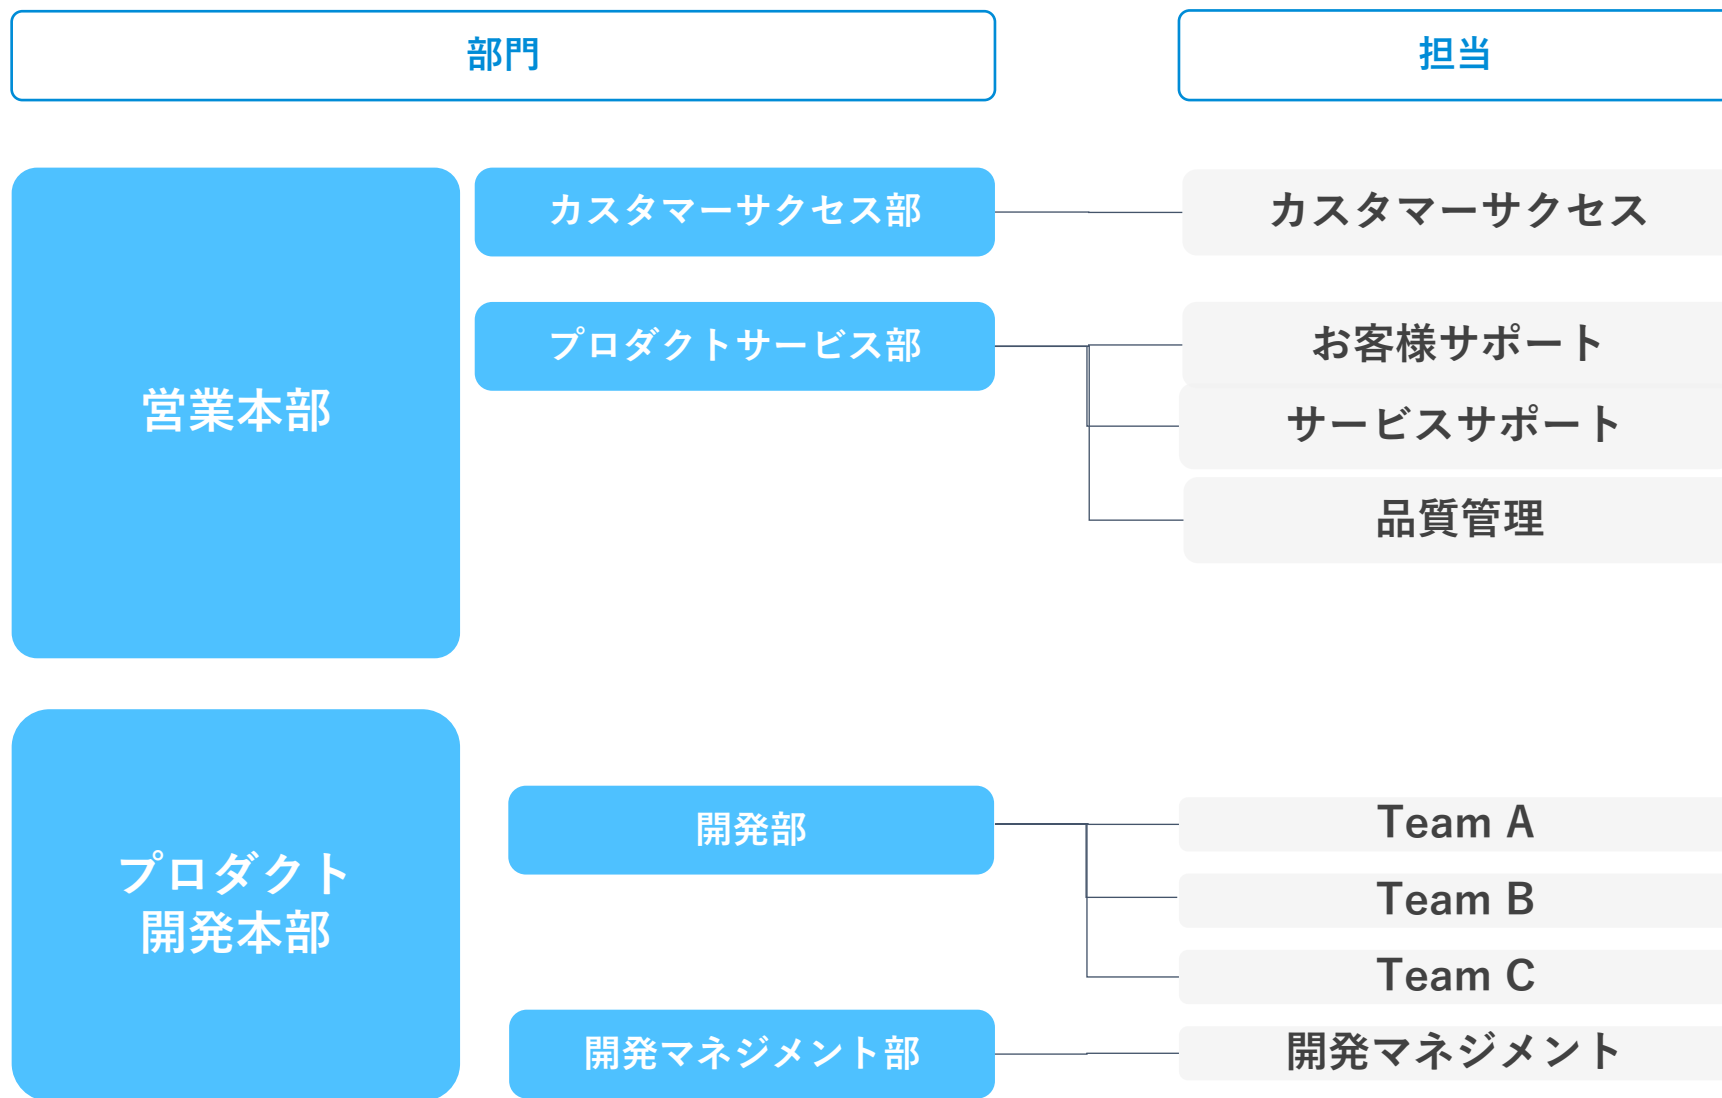 部門
担当
営業本部
カスタマーサクセス部
カスタマーサクセス
プロダクトサービス部
お客様サポート
サービスサポート
品質管理
プロダクト
開発本部
開発部
Team A
Team B
Team C
開発マネジメント部
開発マネジメント